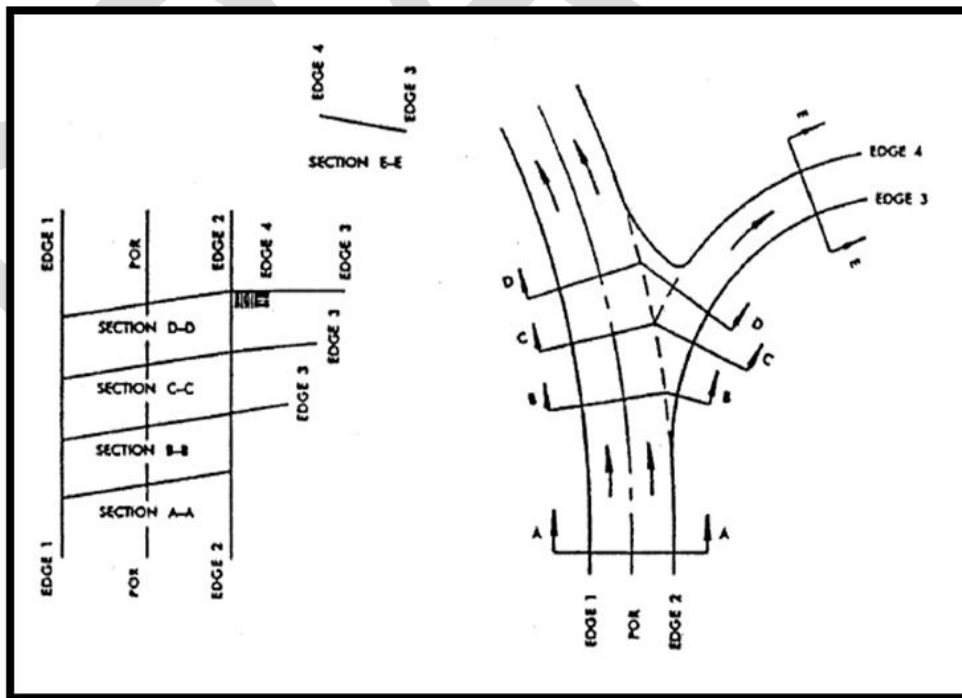 EDGE 4
EDGE 3
SECTION E–E
EDGE 1
POR
EDGE 2
EDGE 4
EDGE 3
SECTION D–D
EDGE 3
SECTION C–C
EDGE 3
SECTION B–B
SECTION A–A
EDGE 1
POR
EDGE 2
E
EDGE 4
EDGE 3
E
D
D
C
C
B
B
A
A
EDGE 1
POR
EDGE 2